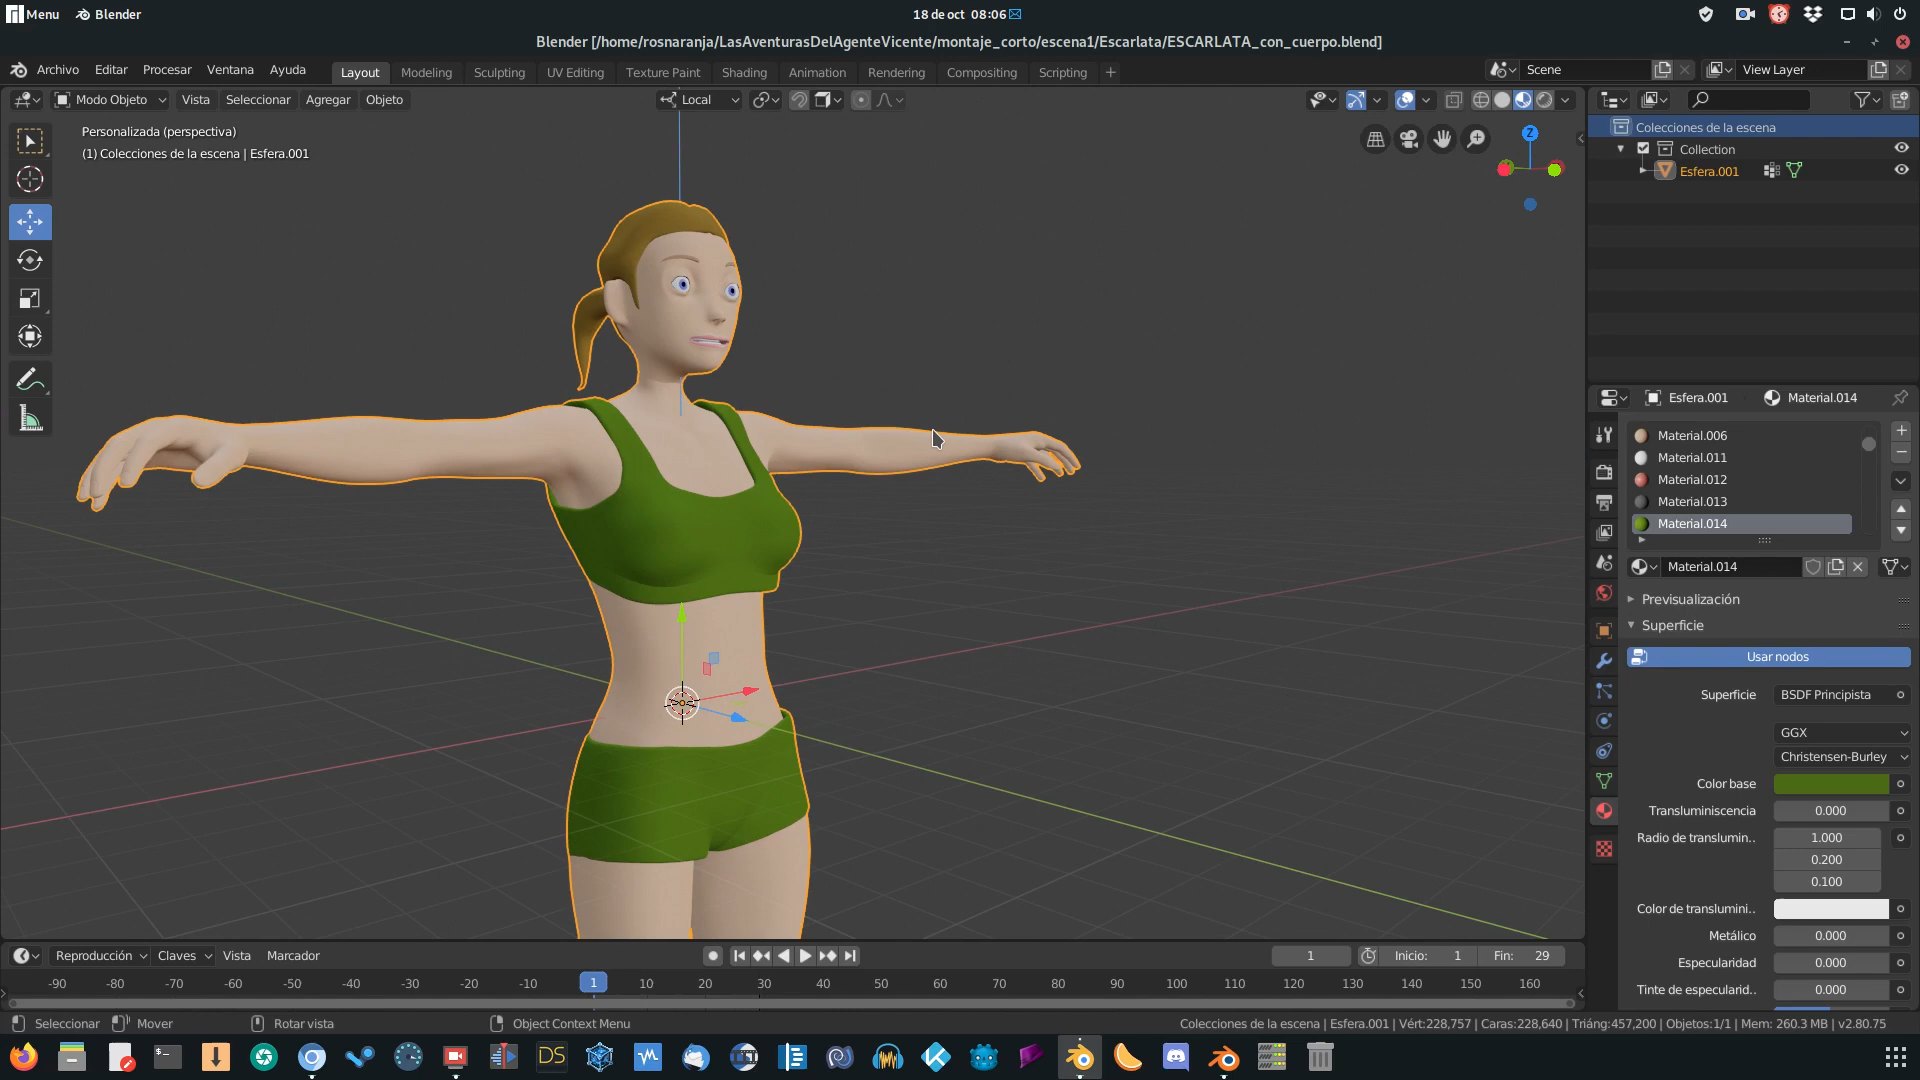 Menu Blender 18 de oct 08:06
Blender [/home/rosnaranja/LasAventurasDelAgenteVicente/montaje_corto/escena1/Escarlata/ESCARLATA_con_cuerpo.blend]
Archivo Editar Procesar Ventana Ayuda Layout Modeling Sculpting UV Editing Texture Paint Shading Animation Rendering Compositing Scripting + Scene View Layer
Modo Objeto Vista Seleccionar Agregar Objeto Local
Personalizada (perspectiva)
(1) Colecciones de la escena | Esfera.001
Z
Colecciones de la escena
Collection
Esfera.001
Esfera.001 Material.014
Material.006
Material.011
Material.012
Material.013
Material.014
Material.014
Previsualización
Superficie
Usar nodos
Superficie BSDF Principista
GGX
Christensen-Burley
Color base
Transluminiscencia 0.000
Radio de translumin.. 1.000
0.200
0.100
Color de translumini..
Metálico 0.000
Especularidad 0.000
Tinte de especularid.. 0.000
Reproducción Claves Vista Marcador 1 Inicio: 1 Fin: 29
-90 -80 -70 -60 -50 -40 -30 -20 -10 1 10 20 30 40 50 60 70 80 90 100 110 120 130 140 150 160
Seleccionar Mover Rotar vista Object Context Menu Colecciones de la escena | Esfera.001 | Vért:228,757 | Caras:228,640 | Triáng:457,200 | Objetos:1/1 | Mem: 260.3 MB | v2.80.75
DS